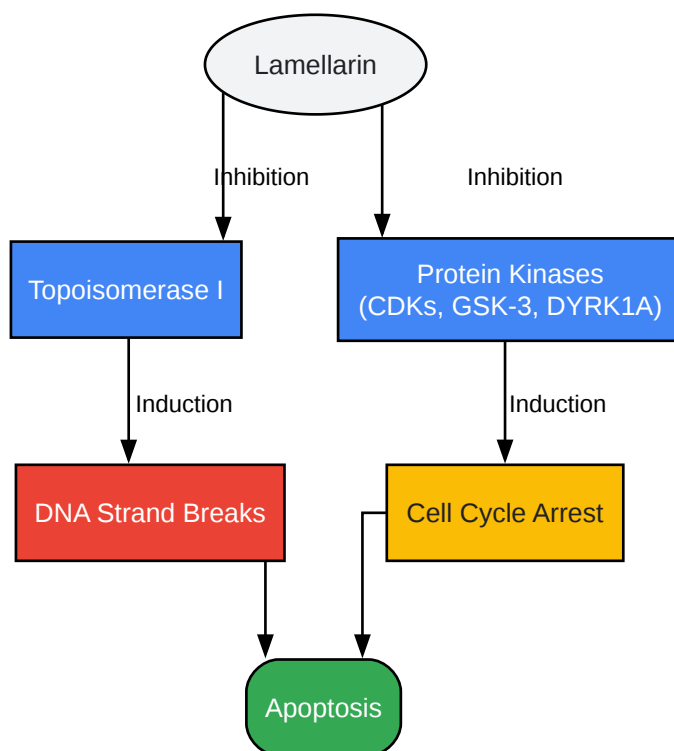 Lamellarin
Inhibition
Inhibition
Topoisomerase I
Protein Kinases
(CDKs, GSK-3, DYRK1A)
Induction
Induction
DNA Strand Breaks
Cell Cycle Arrest
Apoptosis